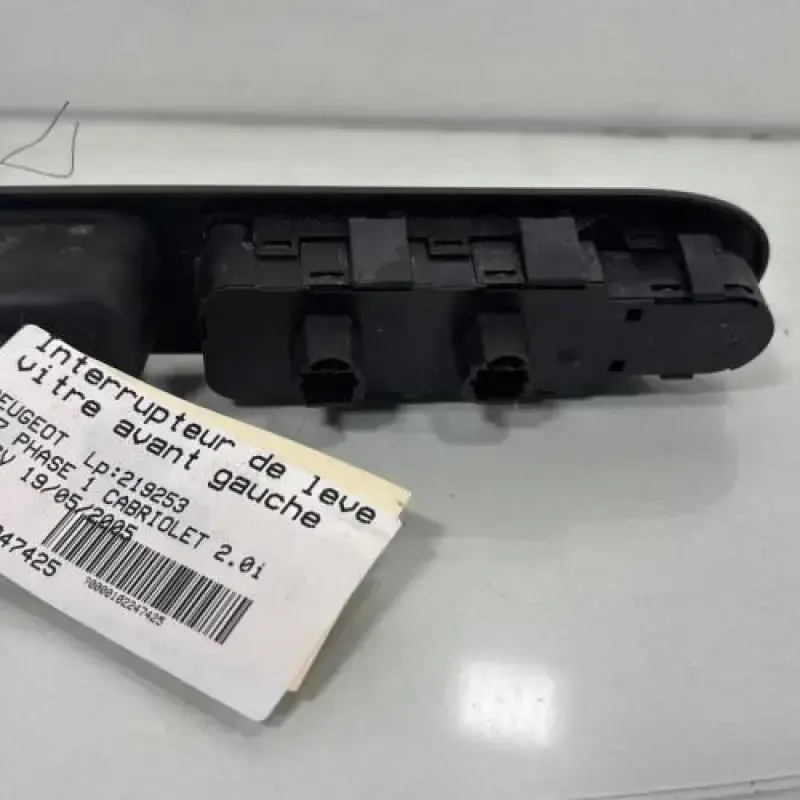 Interrupteur de leve
vitre avant gauche
PEUGEOT Lp:219253
7 PHASE 1 CABRIOLET 2.0i
19/05/2005
247425
?0000102247425